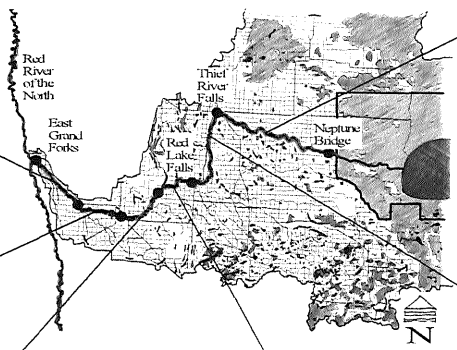 Red
River
of the
North
East
Grand
Forks
Thief
River
Falls
Red
Lake
Falls
Neptune
Bridge
N